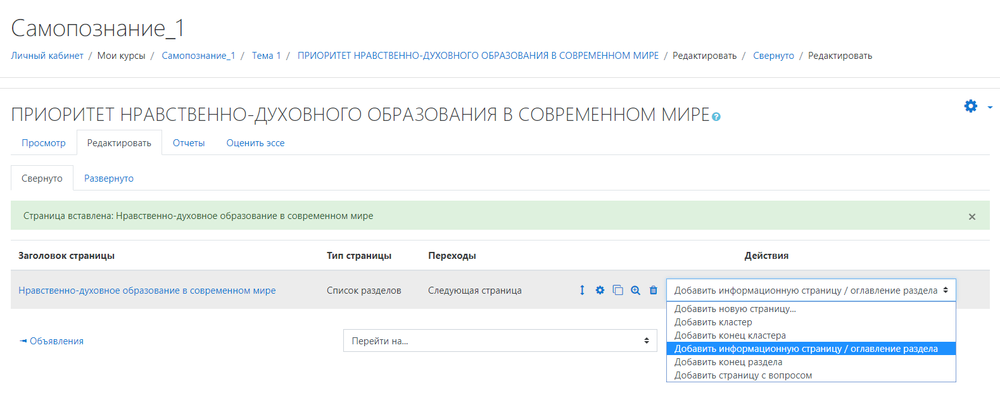 Самопознание_1
Личный кабинет / Мои курсы / Самопознание_1 / Тема 1 / ПРИОРИТЕТ НРАВСТВЕННО-ДУХОВНОГО ОБРАЗОВАНИЯ В СОВРЕМЕННОМ МИРЕ / Редактировать / Свернуто / Редактировать
ПРИОРИТЕТ НРАВСТВЕННО-ДУХОВНОГО ОБРАЗОВАНИЯ В СОВРЕМЕННОМ МИРЕ
Просмотр Редактировать Отчеты Оценить эссе
Свернуто Развернуто
Страница вставлена: Нравственно-духовное образование в современном мире
Заголовок страницы Тип страницы Переходы Действия
Нравственно-духовное образование в современном мире Список разделов Следующая страница Добавить информационную страницу / оглавление раздела
Добавить новую страницу...
Добавить кластер
Добавить конец кластера
Добавить информационную страницу / оглавление раздела
Добавить конец раздела
Добавить страницу с вопросом
Объявления Перейти на...